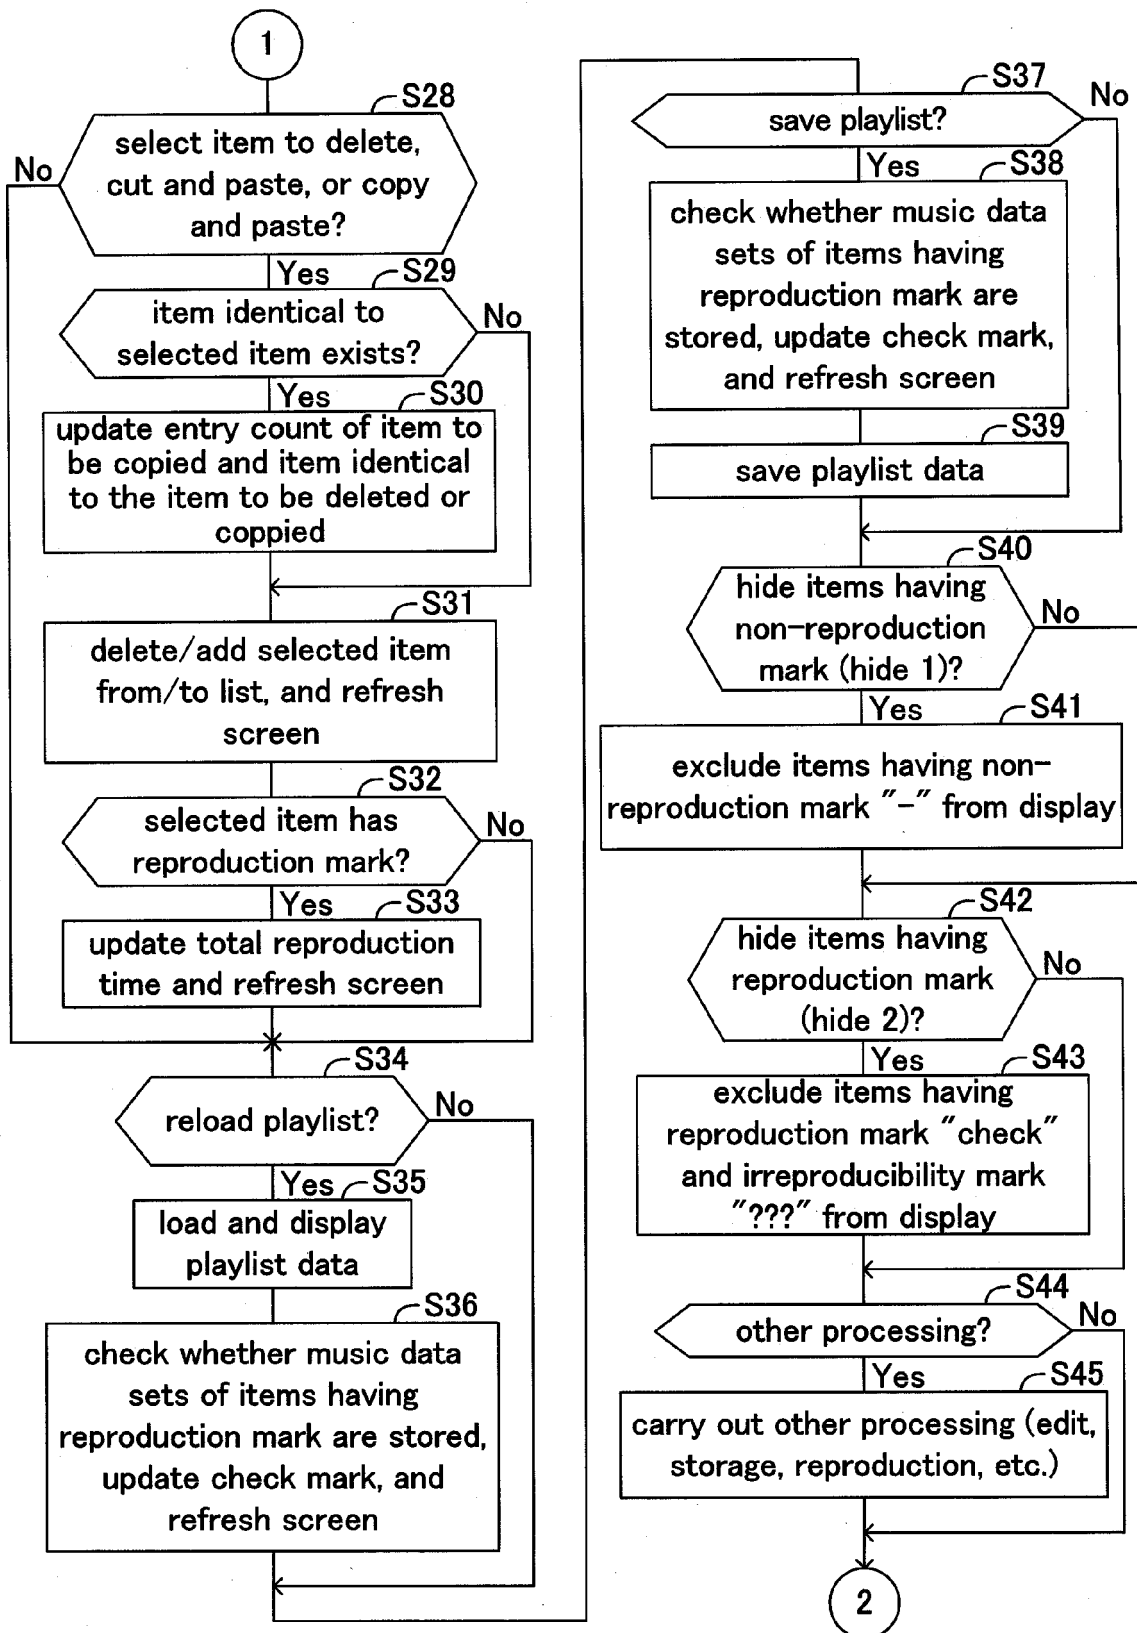 1
S28
select item to delete,
cut and paste, or copy
and paste?
No
Yes
S29
item identical to
selected item exists?
No
Yes
S30
update entry count of item to
be copied and item identical
to the item to be deleted or
coppied
S31
delete/add selected item
from/to list, and refresh
screen
S32
selected item has
reproduction mark?
No
Yes
S33
update total reproduction
time and refresh screen
S34
reload playlist?
No
Yes
S35
load and display
playlist data
S36
check whether music data
sets of items having
reproduction mark are stored,
update check mark, and
refresh screen
S37
save playlist?
No
Yes
S38
check whether music data
sets of items having
reproduction mark are
stored, update check mark,
and refresh screen
S39
save playlist data
S40
hide items having
non-reproduction
mark (hide 1)?
No
Yes
S41
exclude items having non-
reproduction mark "-" from display
S42
hide items having
reproduction mark
(hide 2)?
No
Yes
S43
exclude items having
reproduction mark "check"
and irreproducibility mark
"???" from display
S44
other processing?
No
Yes
S45
carry out other processing (edit,
storage, reproduction, etc.)
2